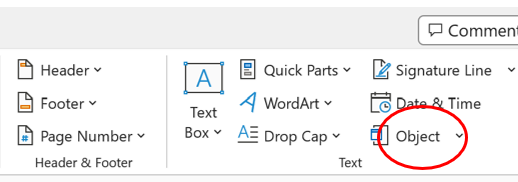 Comment
Header
Footer
Page Number
Header & Footer
Text
Box
Quick Parts
WordArt
Drop Cap
Signature Line
Date & Time
Object
Text